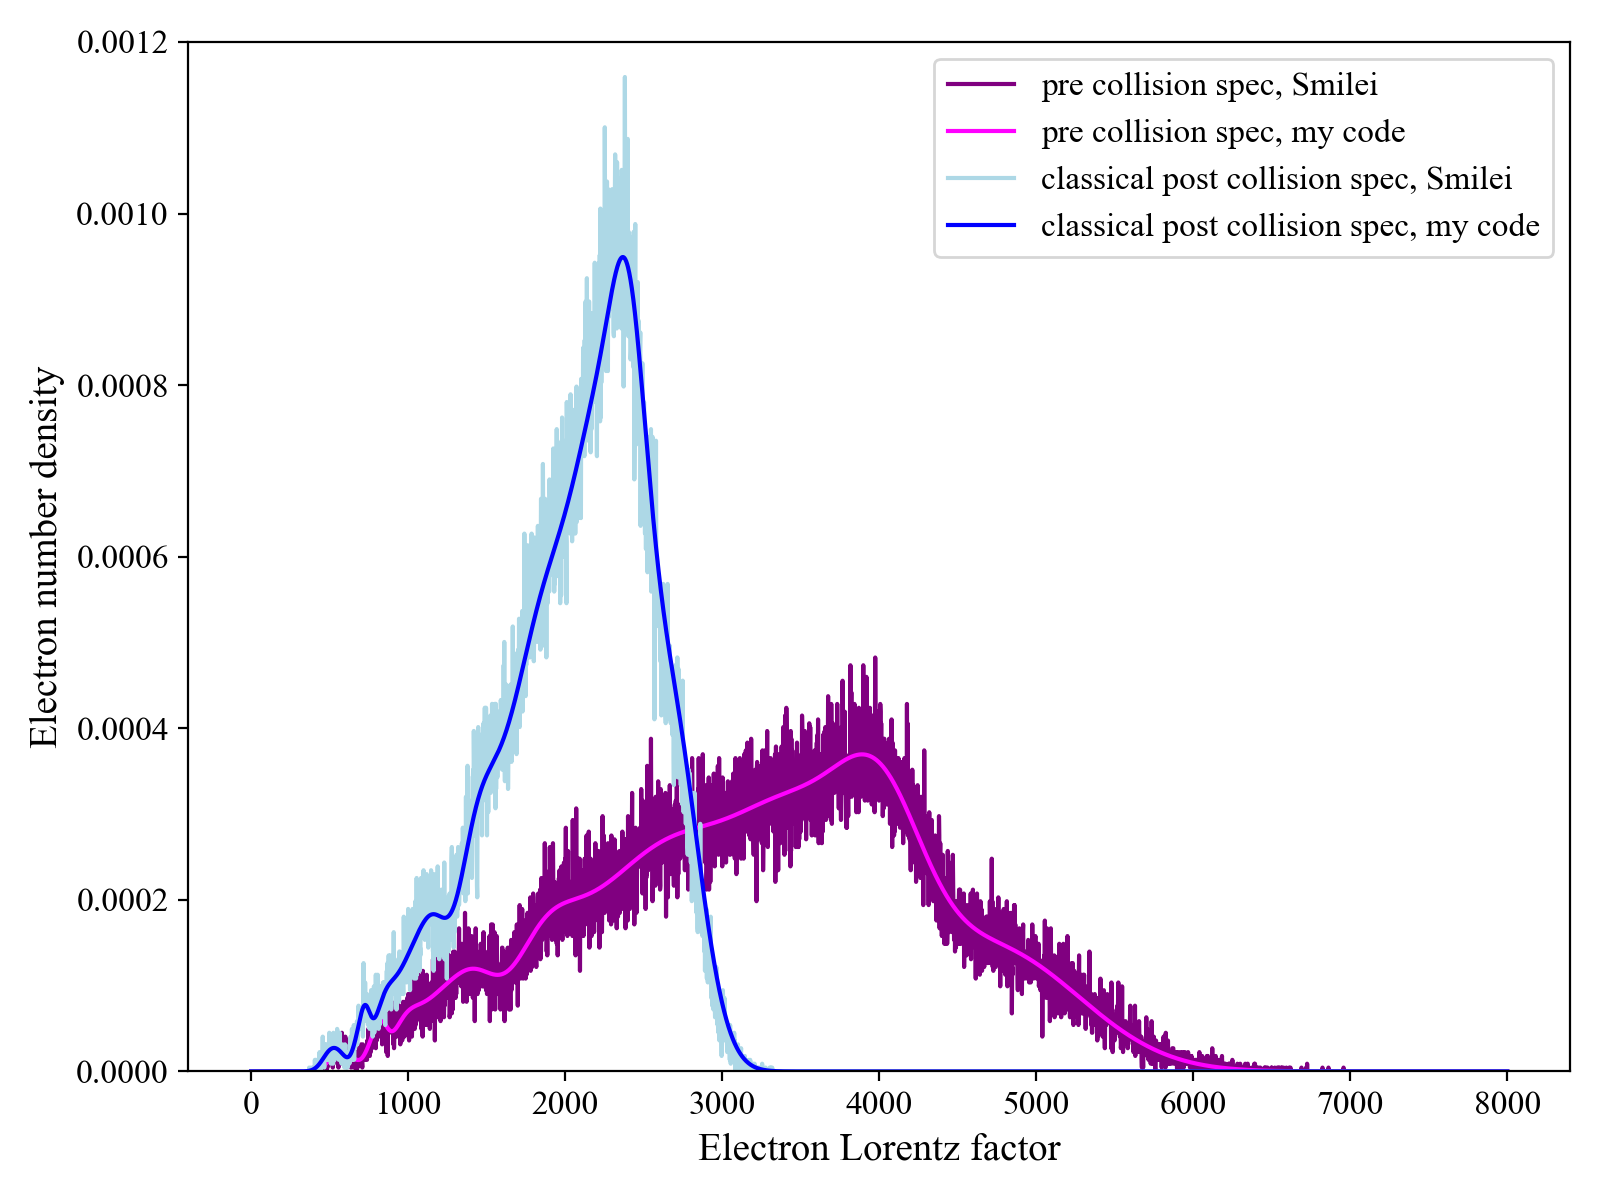 0.0012
0.0010
0.0008
0.0006
0.0004
0.0002
0.0000
Electron number density
pre collision spec, Smilei
pre collision spec, my code
classical post collision spec, Smilei
classical post collision spec, my code
0 1000 2000 3000 4000 5000 6000 7000 8000
Electron Lorentz factor